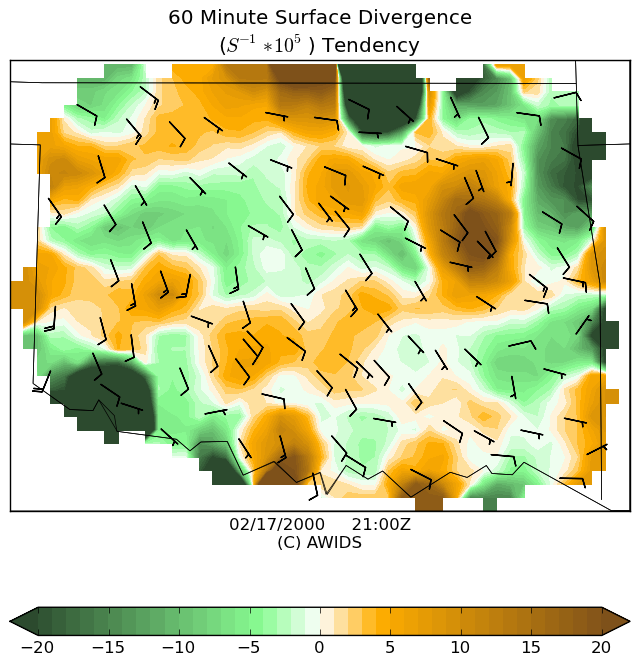 60 Minute Surface Divergence
(S⁻¹ * 10⁵ ) Tendency
02/17/2000 21:00Z
(C) AWIDS
−20 −15 −10 −5 0 5 10 15 20